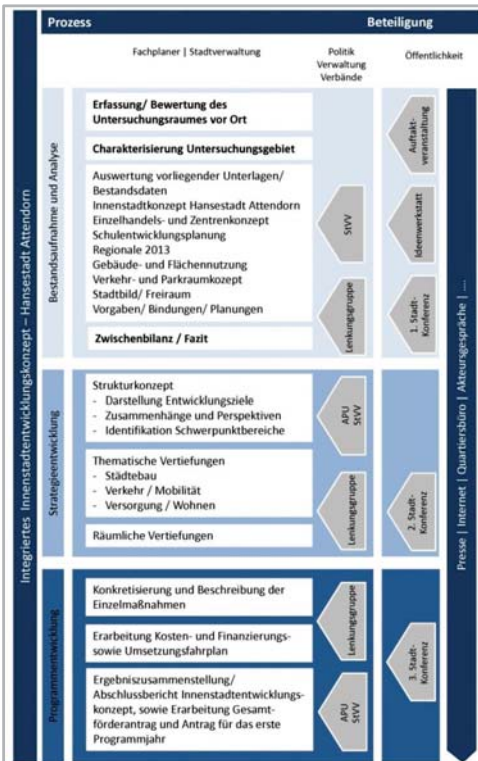 Prozess
Beteiligung
Fachplaner | Stadtverwaltung
Politik
Verwaltung
Verbände
Öffentlichkeit
Integriertes Innenstadtentwicklungskonzept – Hansestadt Attendorn
Bestandsaufnahme und Analyse
Erfassung/ Bewertung des
Untersuchungsraumes vor Ort
Charakterisierung Untersuchungsgebiet
Auswertung vorliegender Unterlagen/
Bestandsdaten
Innenstadtkonzept Hansestadt Attendorn
Einzelhandels- und Zentrenkonzept
Schulentwicklungsplanung
Regionale 2013
Gebäude- und Flächennutzung
Verkehr- und Parkraumkozept
Stadtbild/ Freiraum
Vorgaben/ Bindungen/ Planungen
Zwischenbilanz / Fazit
StVV
Lenkungsgruppe
Auftakt-
veranstaltung
Ideenwerkstatt
1. Stadt-
Konferenz
Strategieentwicklung
Strukturkonzept
- Darstellung Entwicklungsziele
- Zusammenhänge und Perspektiven
- Identifikation Schwerpunktbereiche
Thematische Vertiefungen
- Städtebau
- Verkehr / Mobilität
- Versorgung / Wohnen
Räumliche Vertiefungen
APU
StVV
Lenkungsgruppe
2. Stadt-
Konferenz
Programmentwicklung
Konkretisierung und Beschreibung der
Einzelmaßnahmen
Erarbeitung Kosten- und Finanzierungs-
sowie Umsetzungsfahrplan
Ergebniszusammenstellung/
Abschlussbericht Innenstadtentwicklungs-
konzept, sowie Erarbeitung Gesamt-
förderantrag und Antrag für das erste
Programmjahr
Lenkungsgruppe
APU
StVV
3. Stadt-
Konferenz
Presse | Internet | Quartiersbüro | Akteursgespräche | ....